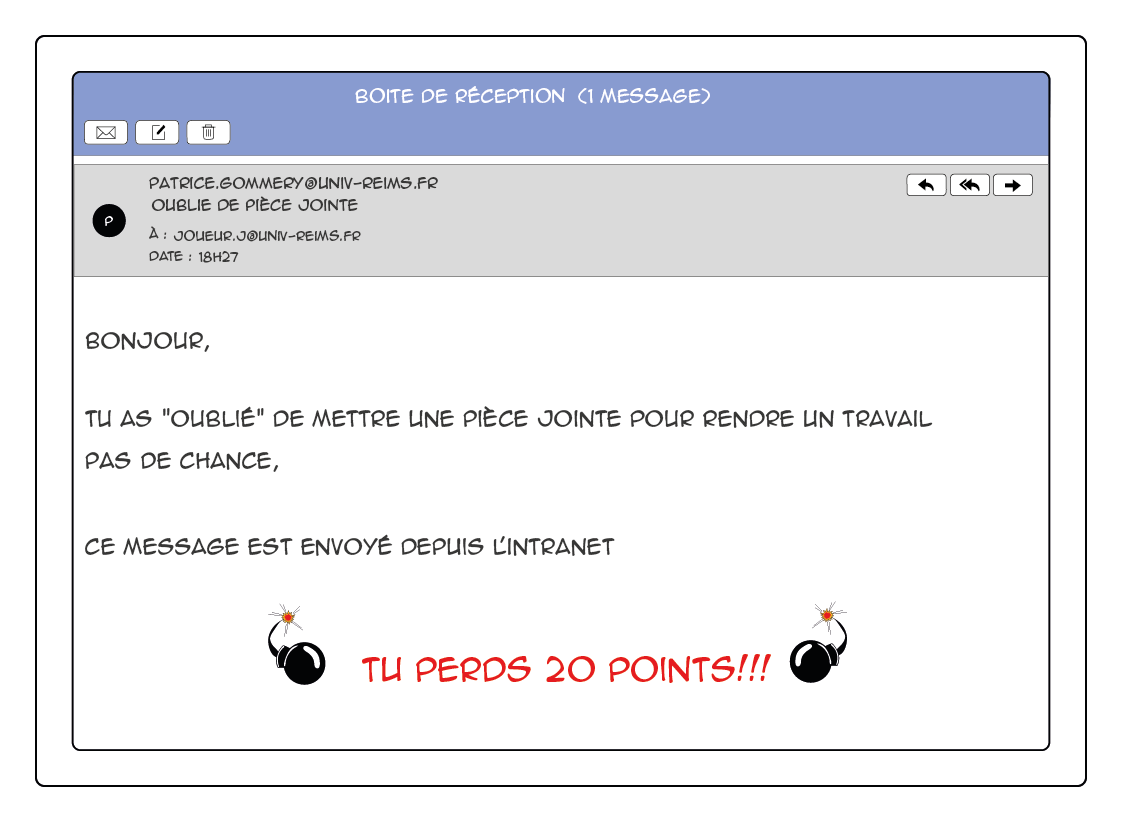 BOITE DE RÉCEPTION (1 MESSAGE)
PATRICE.GOMMERY@UNIV-REIMS.FR
OUBLIE DE PIÈCE JOINTE
P
À : JOUEUR.J@UNIV-REIMS.FR
DATE : 18H27
BONJOUR,
TU AS "OUBLIÉ" DE METTRE UNE PIÈCE JOINTE POUR RENDRE UN TRAVAIL
PAS DE CHANCE,
CE MESSAGE EST ENVOYÉ DEPUIS L'INTRANET
TU PERDS 20 POINTS!!!